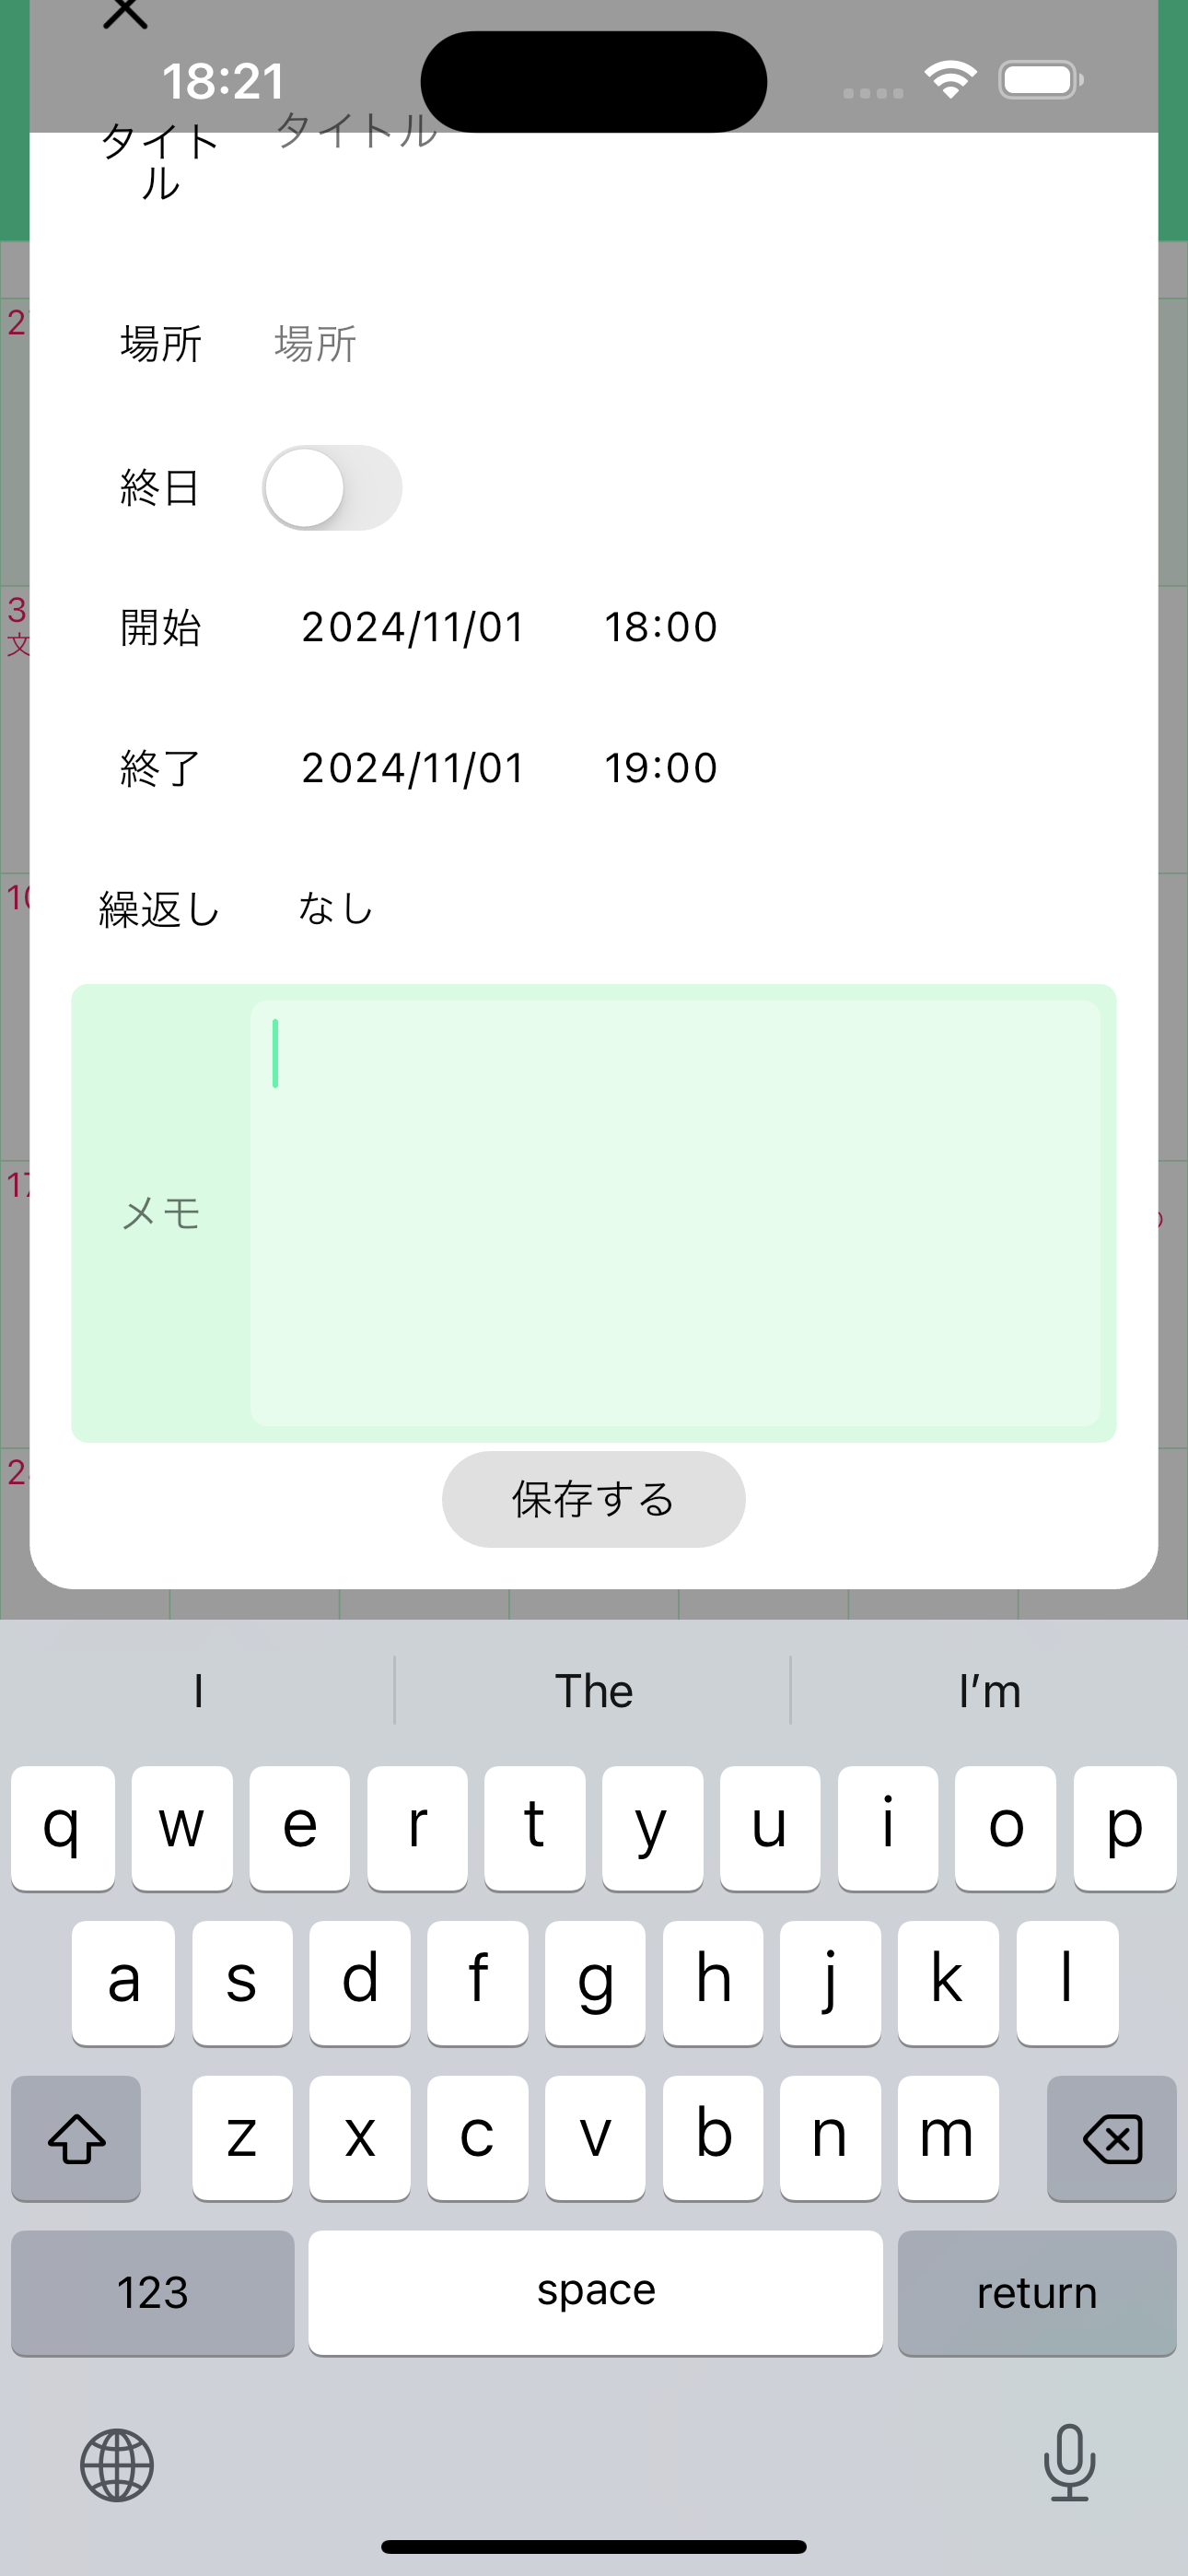 18:21
タイト
ル
タイトル
場所
場所
終日
開始 2024/11/01 18:00
終了 2024/11/01 19:00
繰返し なし
メモ
保存する
I The I’m
q w e r t y u i o p
a s d f g h j k l
z x c v b n m
123 space return